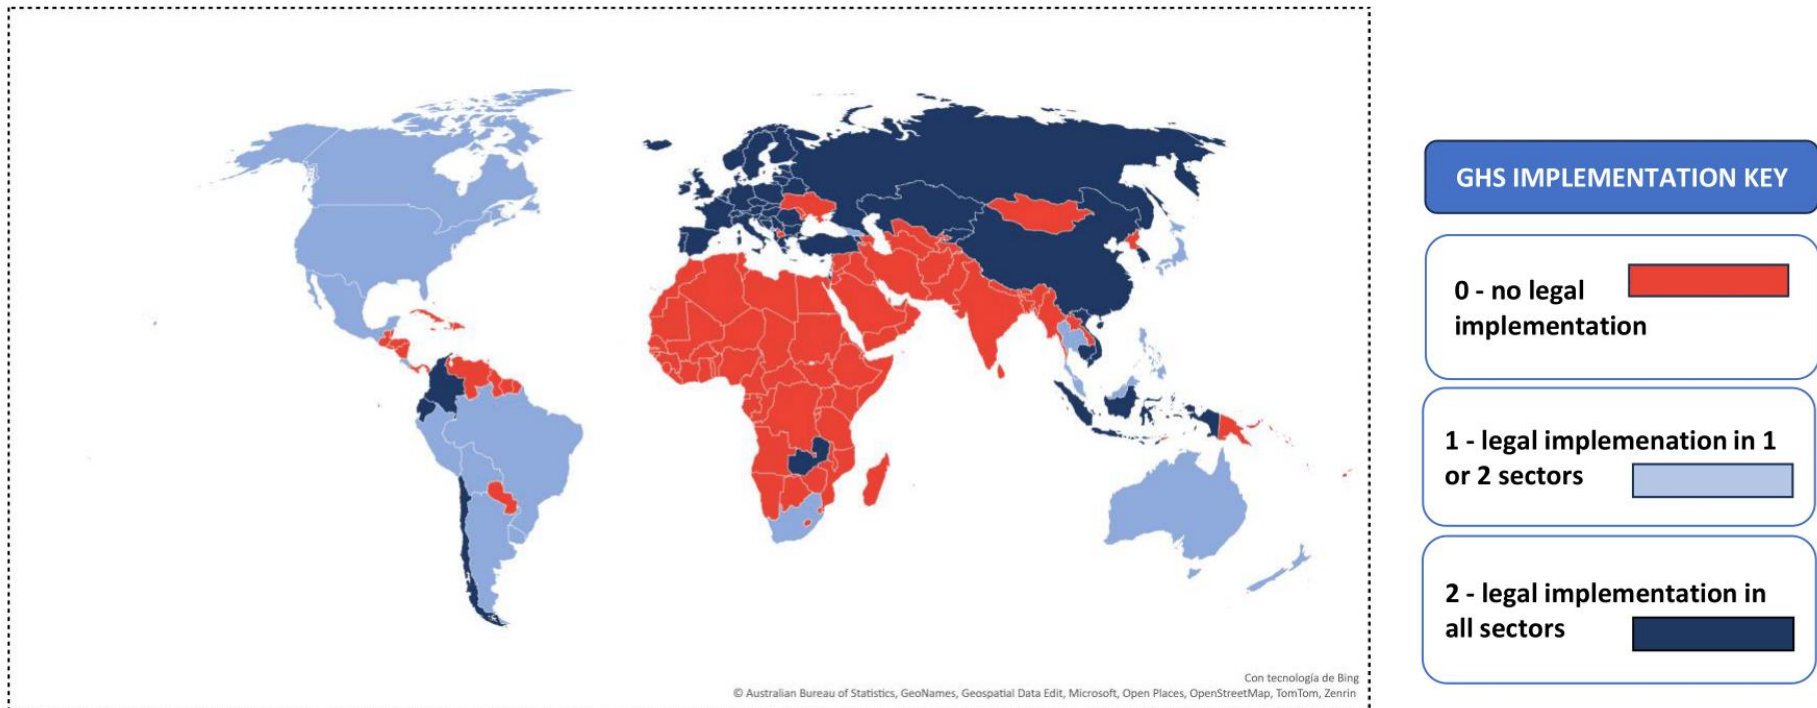 GHS IMPLEMENTATION KEY
0 - no legal
implementation
1 - legal implemenation in 1
or 2 sectors
2 - legal implementation in
all sectors
Con tecnología de Bing
© Australian Bureau of Statistics, GeoNames, Geospatial Data Edit, Microsoft, Open Places, OpenStreetMap, TomTom, Zenrin